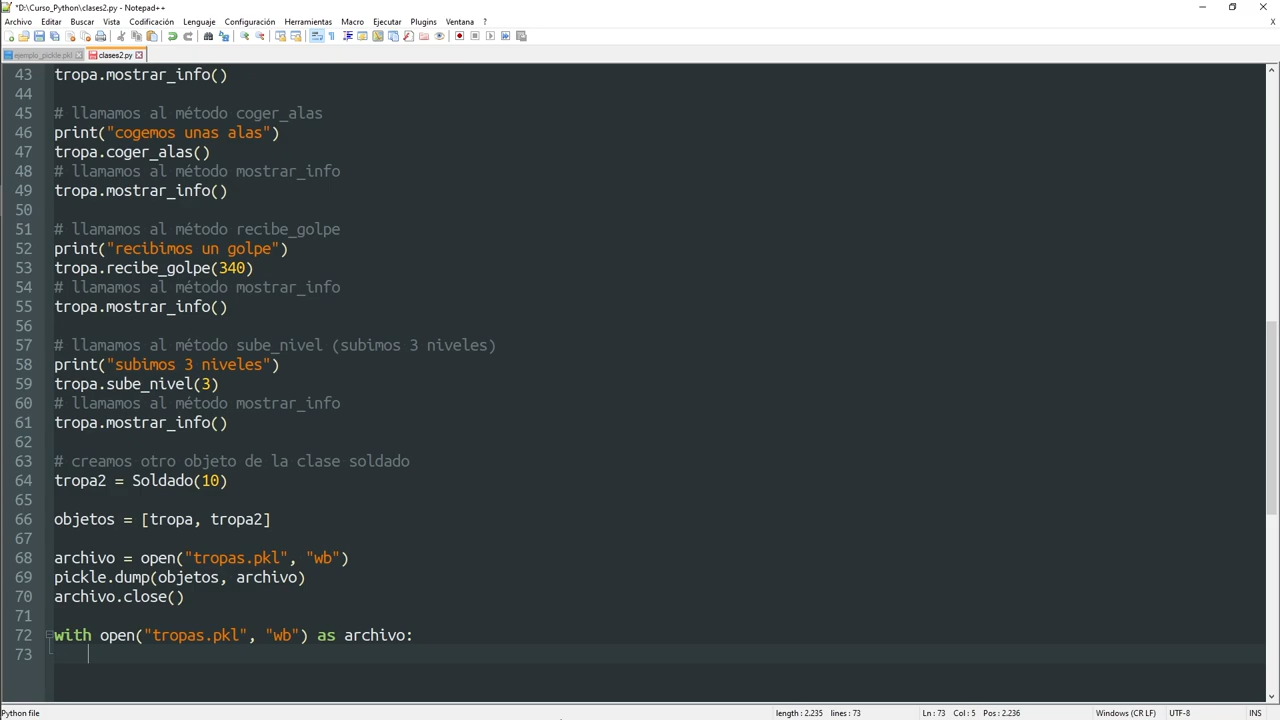 *D:\Curso_Python\clases2.py - Notepad++
Archivo Editar Buscar Vista Codificación Lenguaje Configuración Herramientas Macro Ejecutar Plugins Ventana ?
ejemplo_pickle.pkl clases2.py
43 tropa.mostrar_info()
44
45 # llamamos al método coger_alas
46 print("cogemos unas alas")
47 tropa.coger_alas()
48 # llamamos al método mostrar_info
49 tropa.mostrar_info()
50
51 # llamamos al método recibe_golpe
52 print("recibimos un golpe")
53 tropa.recibe_golpe(340)
54 # llamamos al método mostrar_info
55 tropa.mostrar_info()
56
57 # llamamos al método sube_nivel (subimos 3 niveles)
58 print("subimos 3 niveles")
59 tropa.sube_nivel(3)
60 # llamamos al método mostrar_info
61 tropa.mostrar_info()
62
63 # creamos otro objeto de la clase soldado
64 tropa2 = Soldado(10)
65
66 objetos = [tropa, tropa2]
67
68 archivo = open("tropas.pkl", "wb")
69 pickle.dump(objetos, archivo)
70 archivo.close()
71
72 with open("tropas.pkl", "wb") as archivo:
73
Python file length : 2.235 lines : 73 Ln : 73 Col : 5 Pos : 2.236 Windows (CR LF) UTF-8 INS